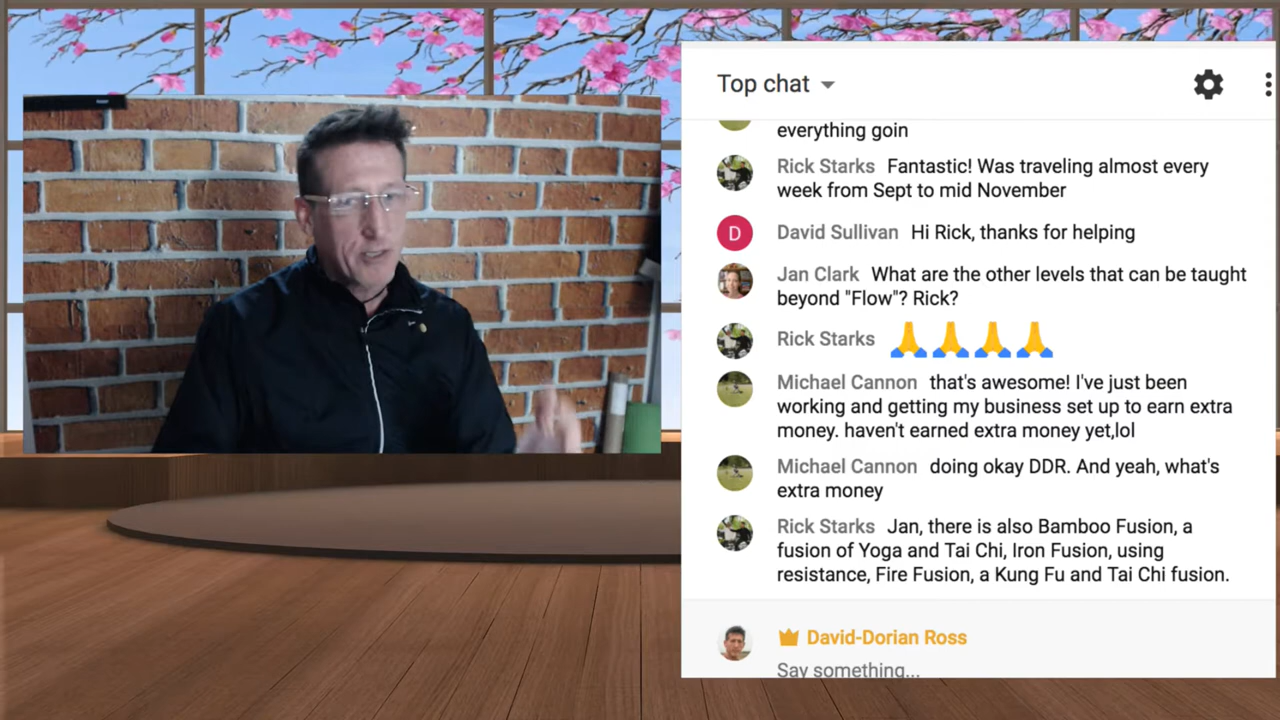 Top chat
everything goin
Rick Starks Fantastic! Was traveling almost every
week from Sept to mid November
D
David Sullivan Hi Rick, thanks for helping
Jan Clark What are the other levels that can be taught
beyond "Flow"? Rick?
Rick Starks 🙏🙏🙏🙏
Michael Cannon that's awesome! I've just been
working and getting my business set up to earn extra
money. haven't earned extra money yet,lol
Michael Cannon doing okay DDR. And yeah, what's
extra money
Rick Starks Jan, there is also Bamboo Fusion, a
fusion of Yoga and Tai Chi, Iron Fusion, using
resistance, Fire Fusion, a Kung Fu and Tai Chi fusion.
David-Dorian Ross
Say something...